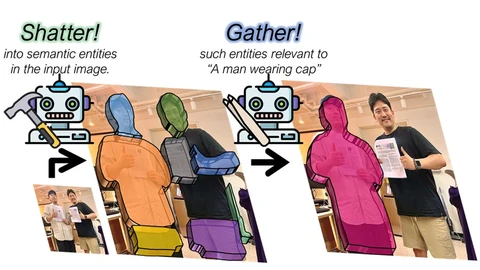 Shatter!
into semantic entities
in the input image.
Gather!
such entities relevant to
“A man wearing cap”